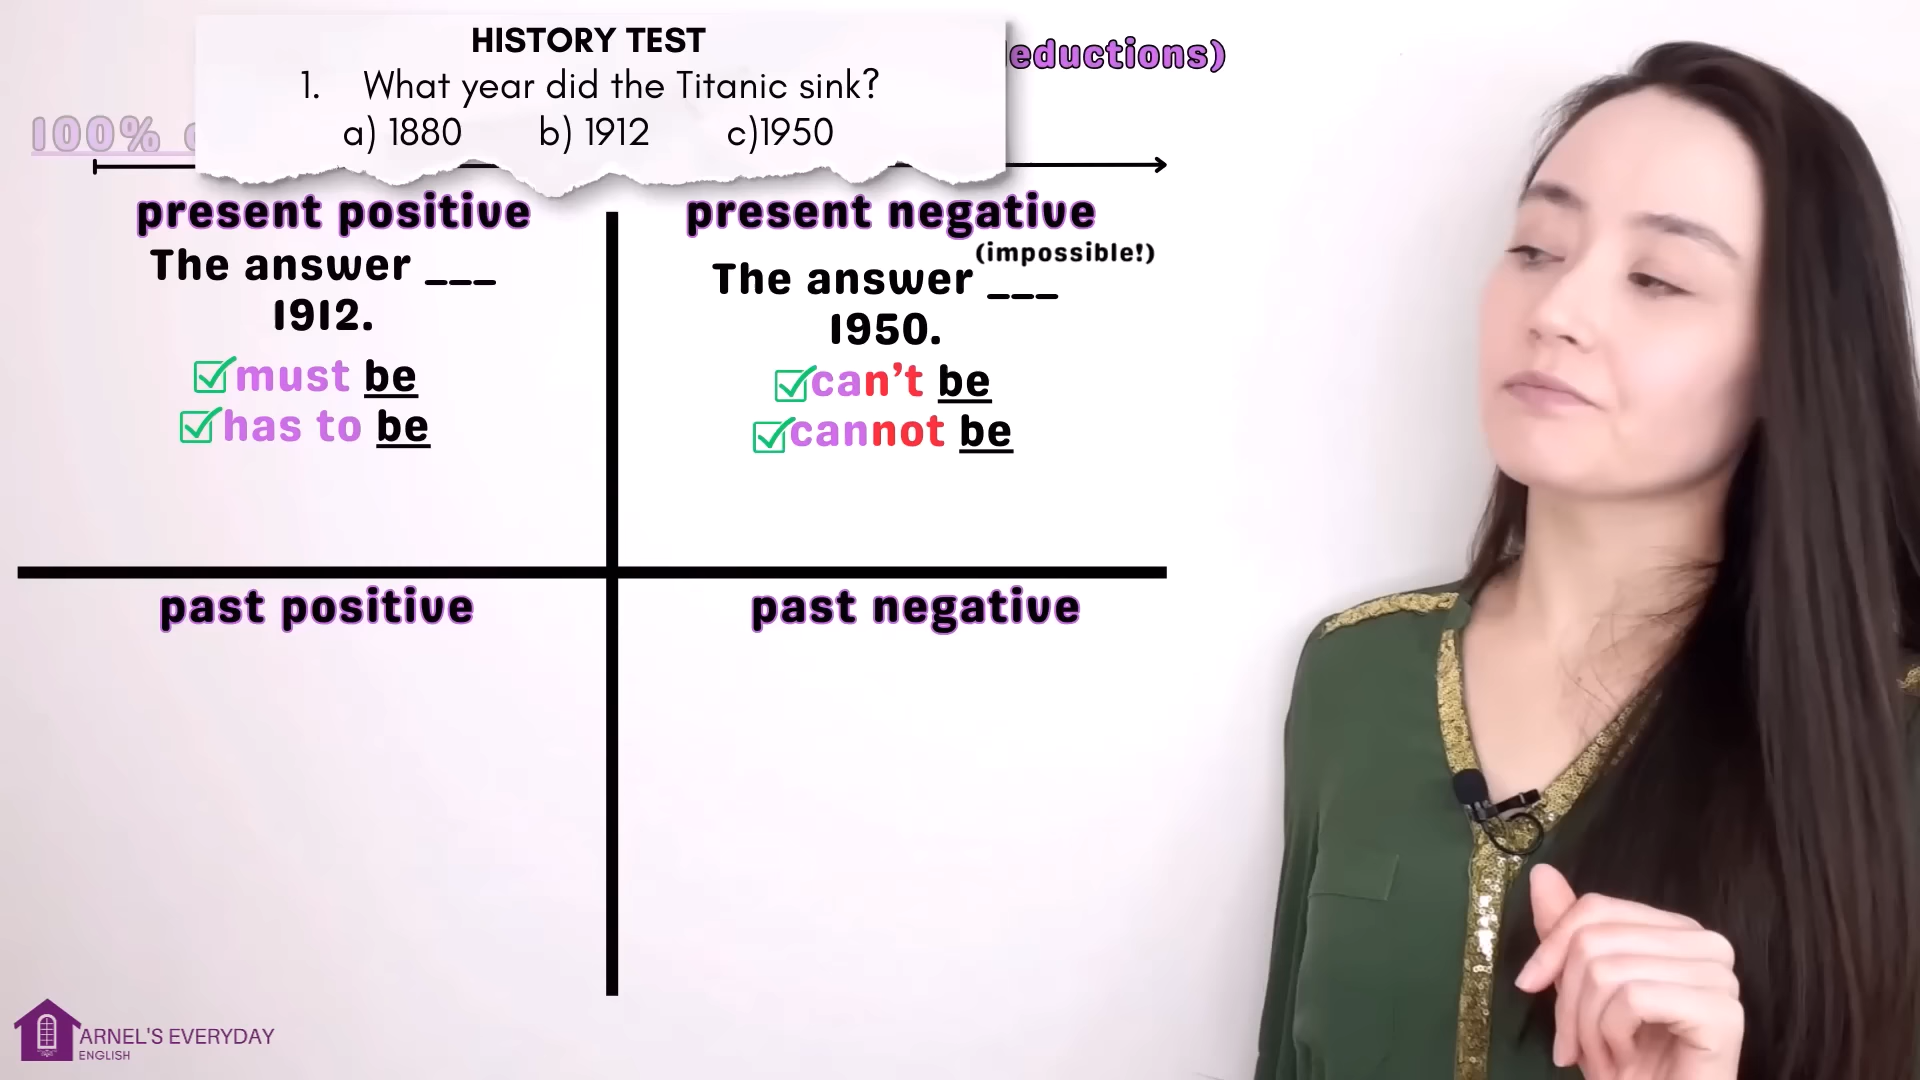 HISTORY TEST
1. What year did the Titanic sink?
a) 1880 b) 1912 c)1950
eductions)
100%
present positive
The answer ___
1912.
must be
has to be
present negative
(impossible!)
The answer ___
1950.
can't be
cannot be
past positive
past negative
ARNEL'S EVERYDAY
ENGLISH